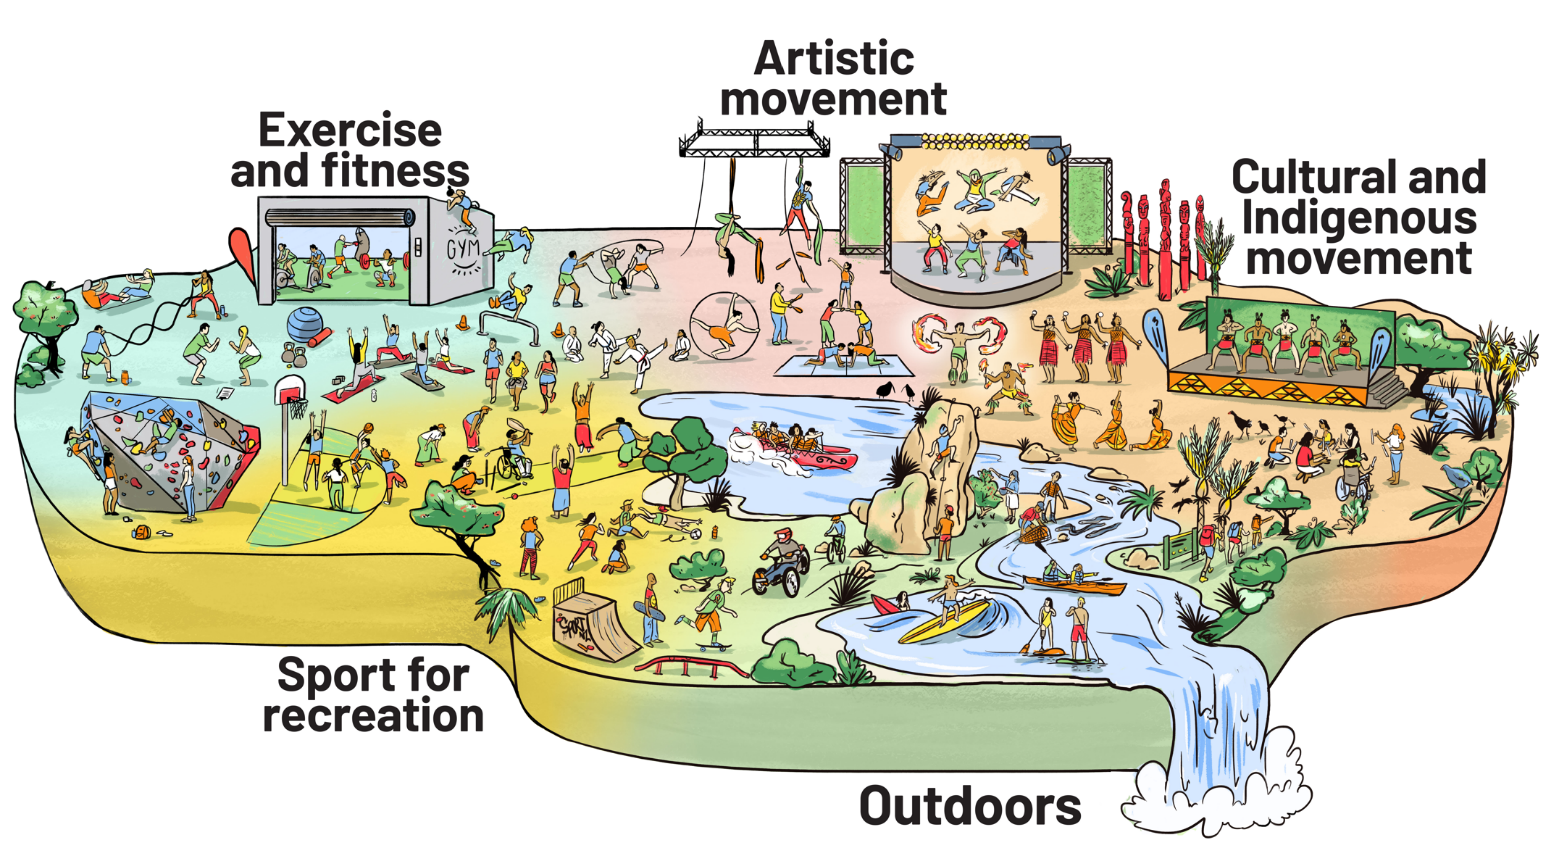 Artistic
movement
Exercise
and fitness
Cultural and
Indigenous
movement
GYM
Sport for
recreation
Outdoors